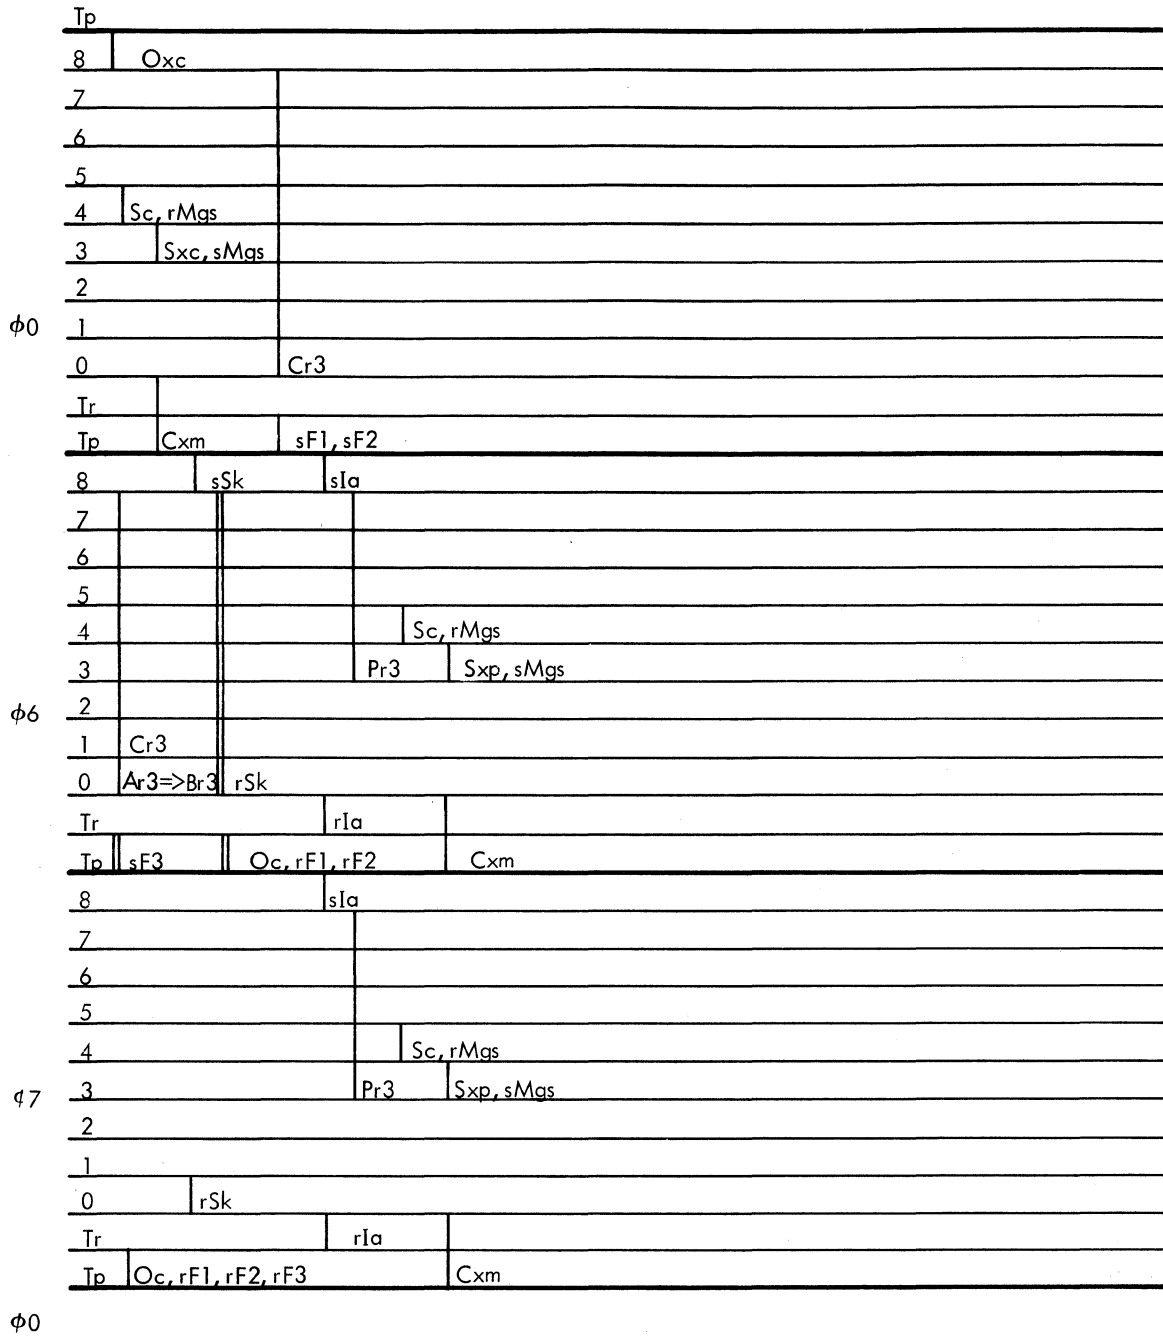 Tp
8 Oxc
7
6
5
4 Sc, rMgs
3 Sxc, sMgs
2
ϕ0 1
0 Cr3
Tr
Tp Cxm sF1, sF2
8 sSk sIa
7
6
5
4 Sc, rMgs
3 Pr3 Sxp, sMgs
ϕ6 2
1 Cr3
0 Ar3=>Br3 rSk
Tr rIa
Tp sF3 Oc, rF1, rF2 Cxm
8 sIa
7
6
5
4 Sc, rMgs
ϕ7 3 Pr3 Sxp, sMgs
2
1
0 rSk
Tr rIa
Tp Oc, rF1, rF2, rF3 Cxm
ϕ0